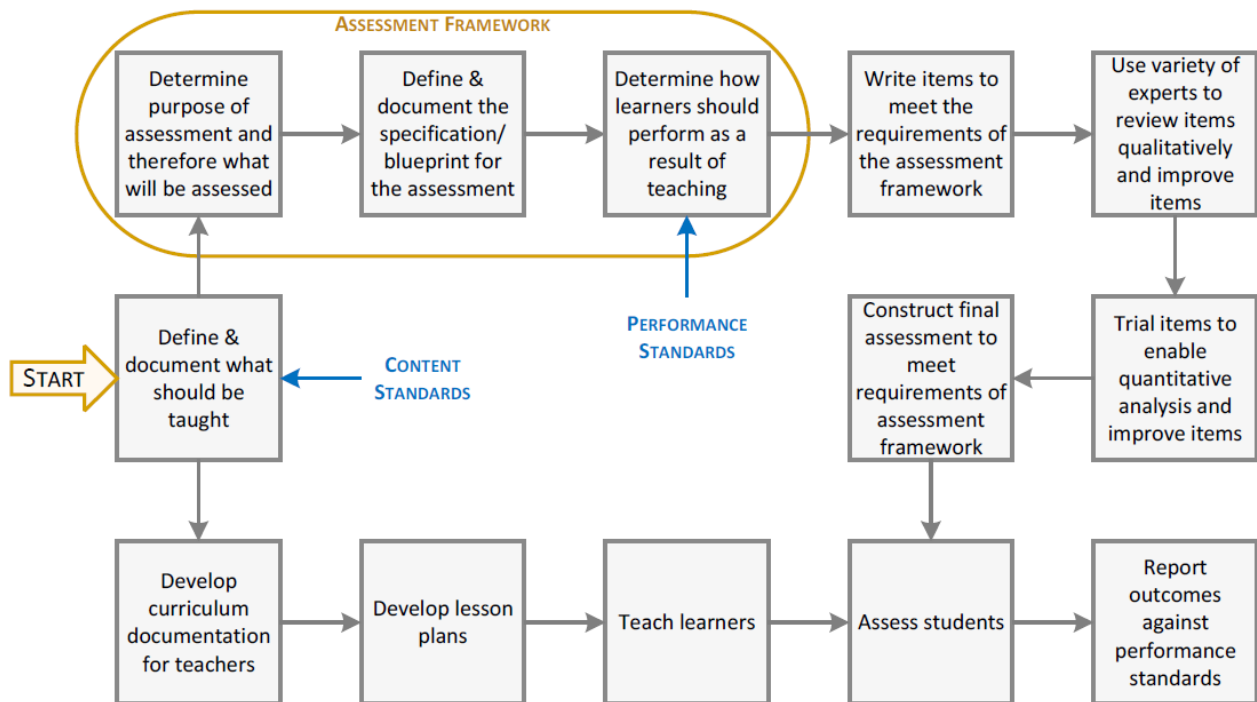 ASSESSMENT FRAMEWORK
Determine
purpose of
assessment and
therefore what
will be assessed
Define &
document the
specification/
blueprint for
the assessment
Determine how
learners should
perform as a
result of
teaching
Write items to
meet the
requirements of
the assessment
framework
Use variety of
experts to
review items
qualitatively
and improve
items
START
Define &
document what
should be
taught
CONTENT
STANDARDS
PERFORMANCE
STANDARDS
Construct final
assessment to
meet
requirements of
assessment
framework
Trial items to
enable
quantitative
analysis and
improve items
Develop
curriculum
documentation
for teachers
Develop lesson
plans
Teach learners
Assess students
Report
outcomes
against
performance
standards